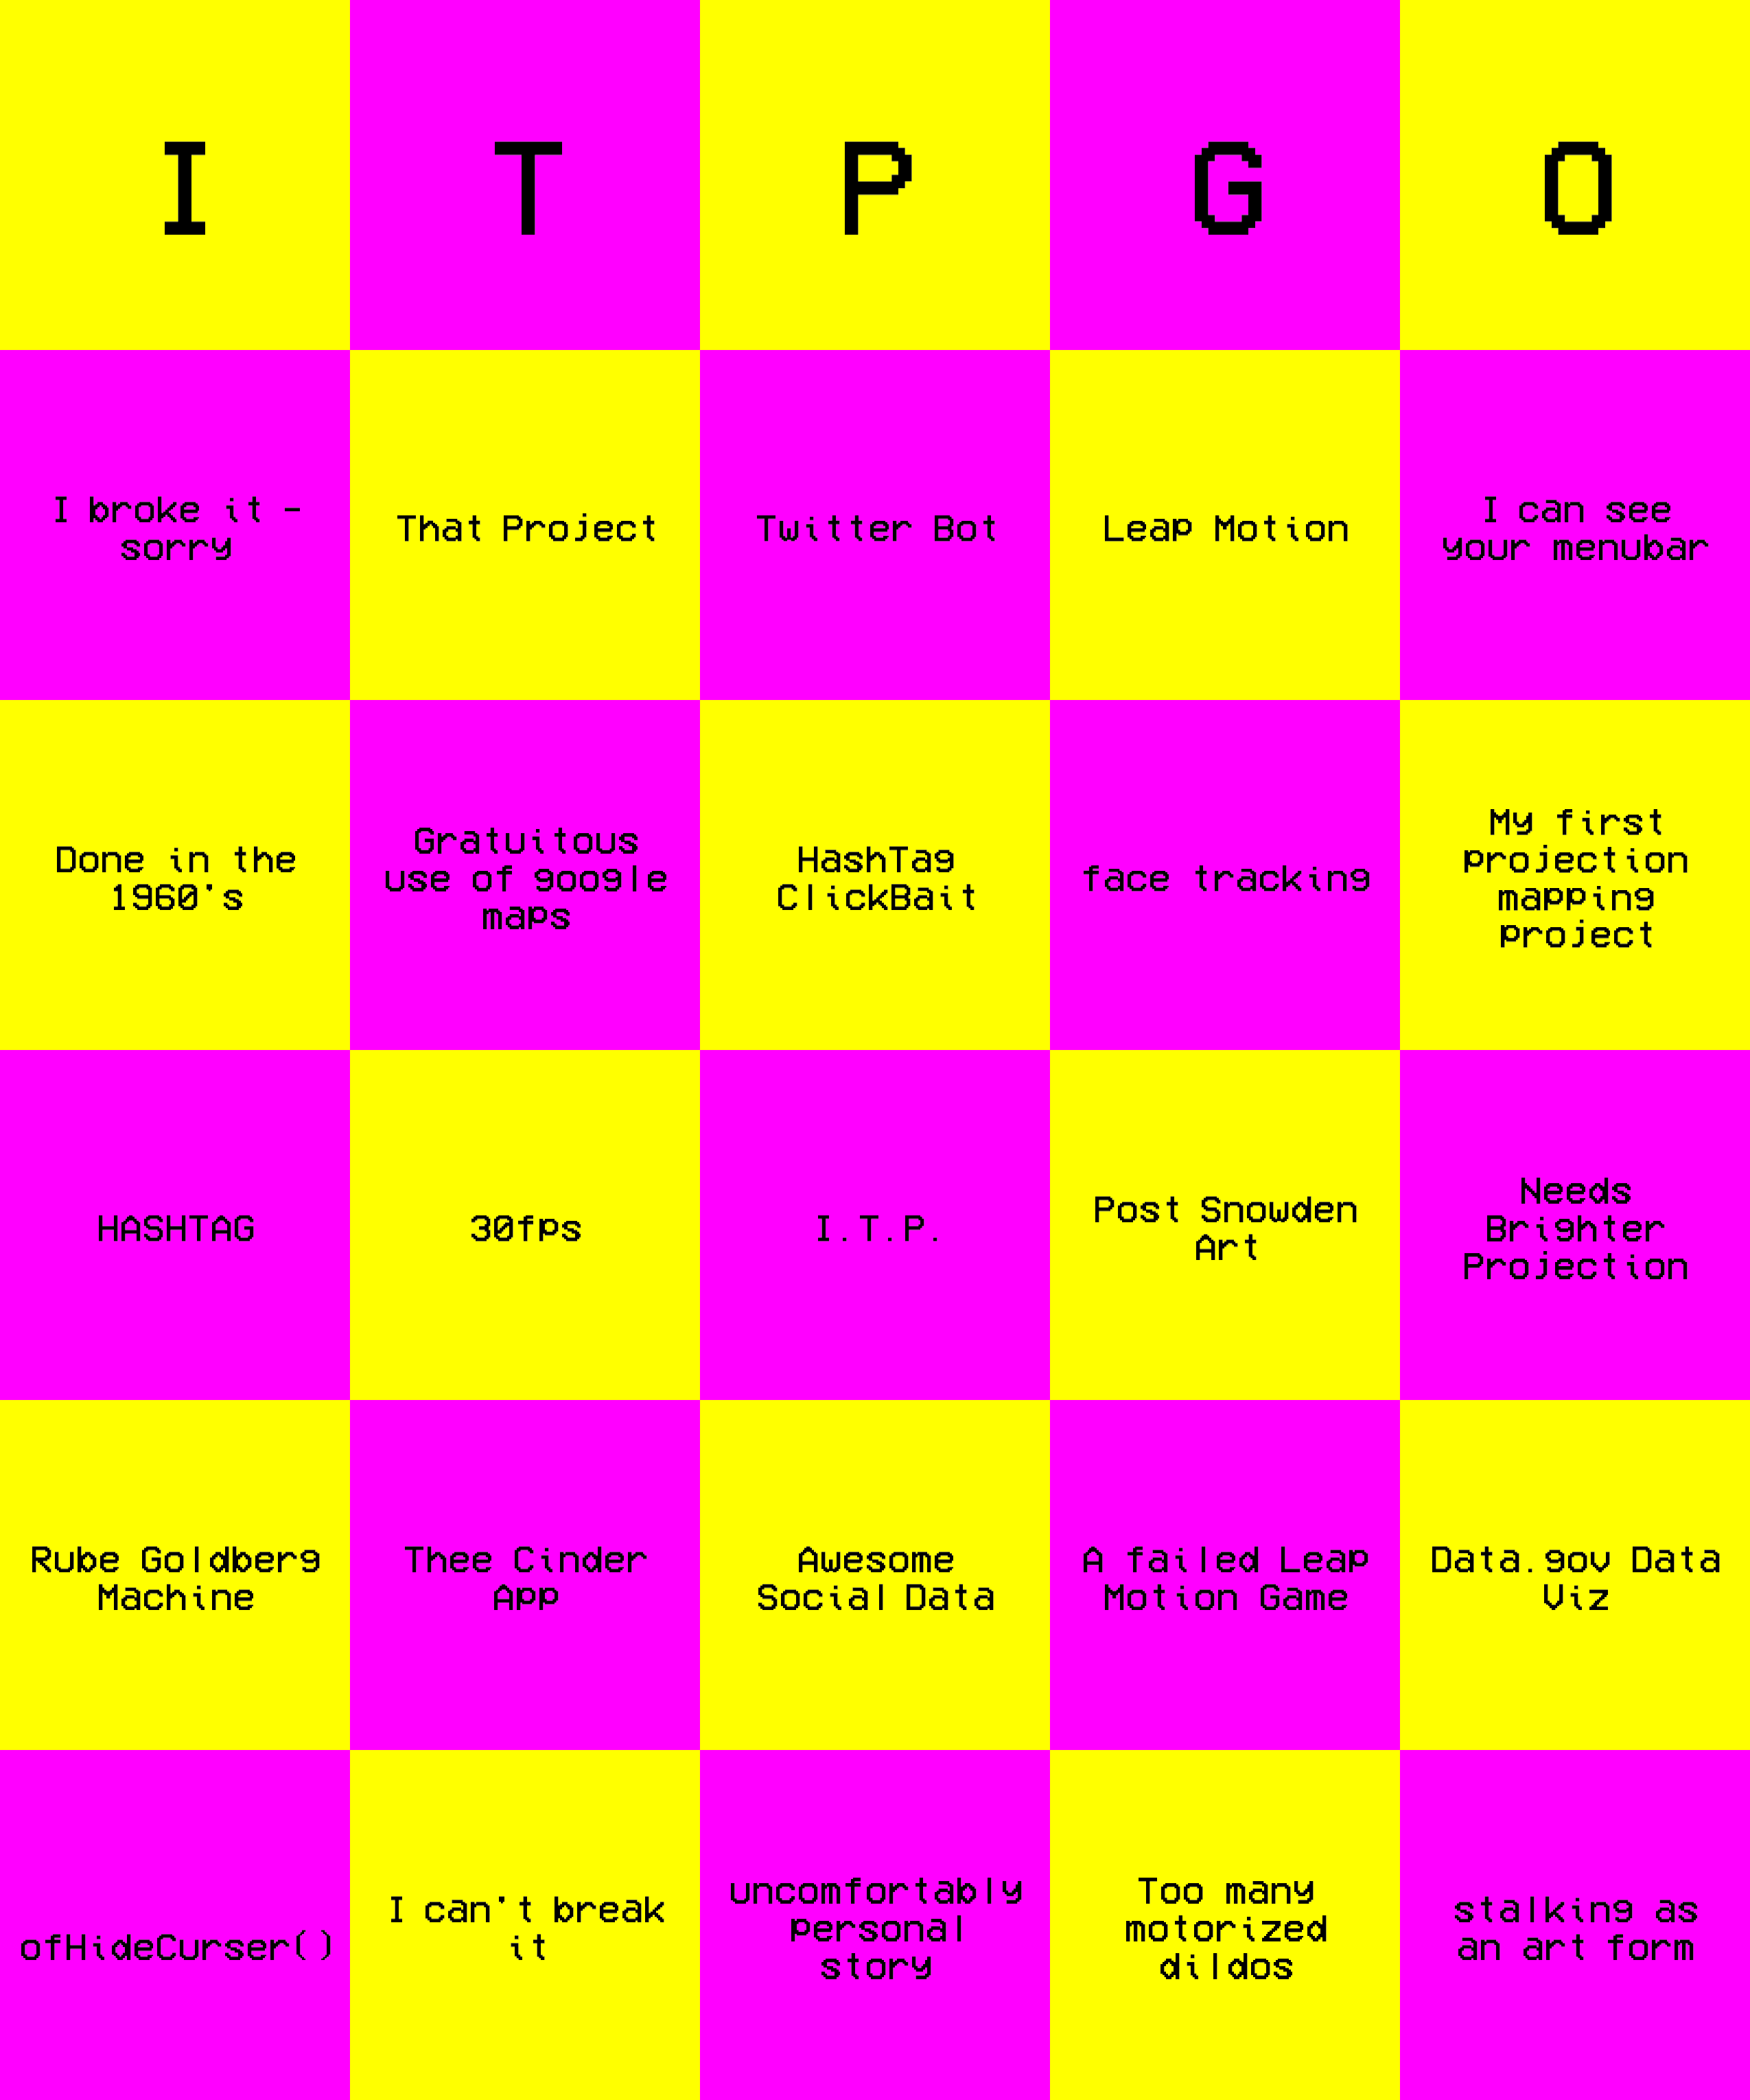 I
T
P
G
O
I broke it -
sorry
That Project
Twitter Bot
Leap Motion
I can see
your menubar
Done in the
1960's
Gratuitous
use of google
maps
HashTag
ClickBait
face tracking
My first
projection
mapping
project
HASHTAG
30fps
I.T.P.
Post Snowden
Art
Needs
Brighter
Projection
Rube Goldberg
Machine
Thee Cinder
App
Awesome
Social Data
A failed Leap
Motion Game
Data.gov Data
Viz
ofHideCurser()
I can't break
it
uncomfortably
personal
story
Too many
motorized
dildos
stalking as
an art form